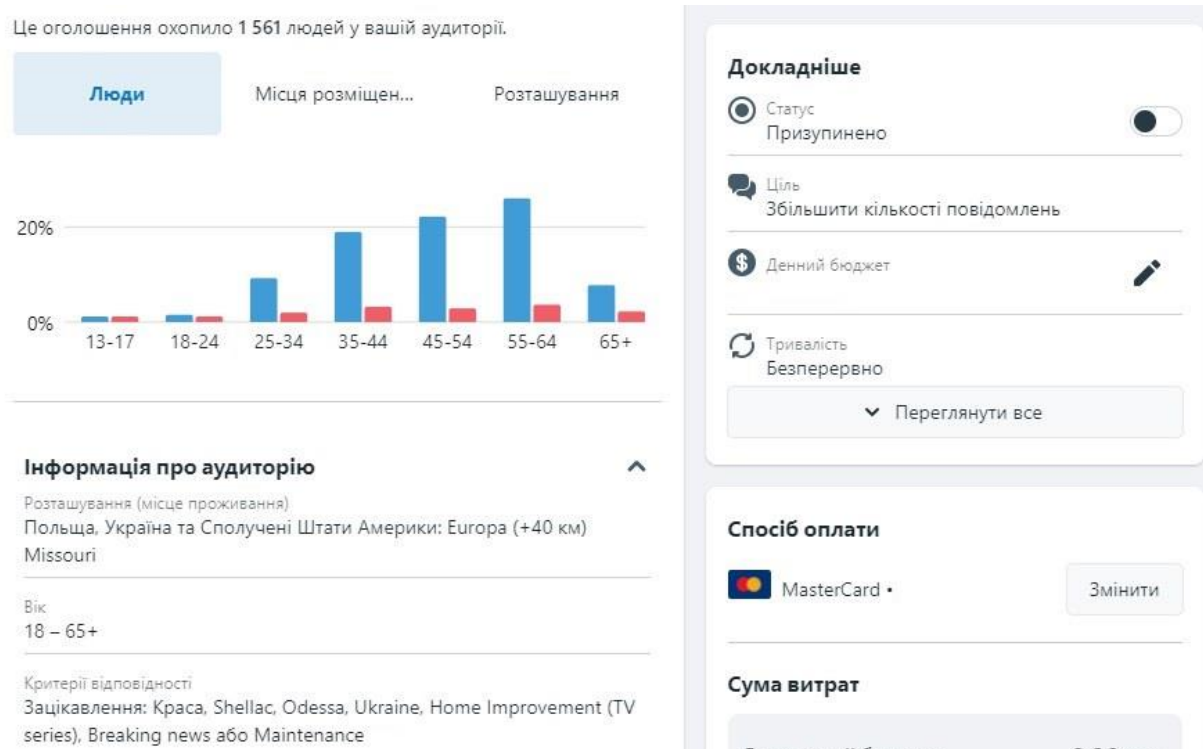 Це оголошення охопило 1 561 людей у вашій аудиторії.
Люди
Місця розміщен...
Розташування
20%
0%
13-17
18-24
25-34
35-44
45-54
55-64
65+
Інформація про аудиторію
Розташування (місце проживання)
Польща, Україна та Сполучені Штати Америки: Europa (+40 км)
Missouri
Вік
18 – 65+
Критерії відповідності
Зацікавлення: Краса, Shellac, Odessa, Ukraine, Home Improvement (TV
series), Breaking news або Maintenance
Докладніше
Статус
Призупинено
Ціль
Збільшити кількості повідомлень
Денний бюджет
Тривалість
Безперервно
Переглянути все
Спосіб оплати
MasterCard •
Змінити
Сума витрат